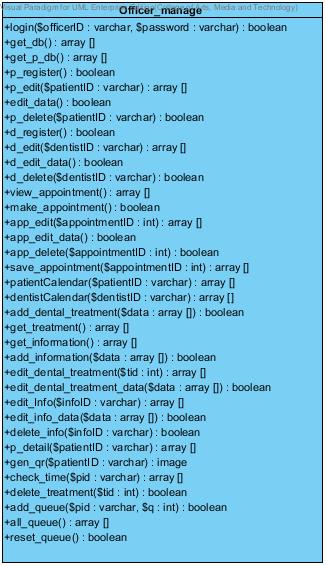 Visual Paradigm for UML Enterprise Edition(College of Arts, Media and Technology)
Officer_manage
+login($officerID : varchar, $password : varchar) : boolean
+get_db() : array []
+get_p_db() : array []
+p_register() : boolean
+p_edit($patientID : varchar) : array []
+edit_data() : boolean
+p_delete($patientID : varchar) : boolean
+d_register() : boolean
+d_edit($dentistID : varchar) : array []
+d_edit_data() : boolean
+d_delete($dentistID : varchar) : boolean
+view_appointment() : array []
+make_appointment() : boolean
+app_edit($appointmentID : int) : array []
+app_edit_data() : boolean
+app_delete($appointmentID : int) : boolean
+save_appointment($appointmentID : int) : array []
+patientCalendar($patientID : varchar) : array []
+dentistCalendar($dentistID : varchar) : array []
+add_dental_treatment($data : array []) : boolean
+get_treatment() : array []
+get_information() : array []
+add_information($data : array []) : boolean
+edit_dental_treatment($tid : int) : array []
+edit_dental_treatment_data($data : array []) : boolean
+edit_Info($infoID : varchar) : array []
+edit_info_data($data : array []) : boolean
+delete_info($infoID : varchar) : boolean
+p_detail($patientID : varchar) : array []
+gen_qr($patientID : varchar) : image
+check_time($pid : varchar) : array []
+delete_treatment($tid : int) : boolean
+add_queue($pid : varchar, $q : int) : boolean
+all_queue() : array []
+reset_queue() : boolean